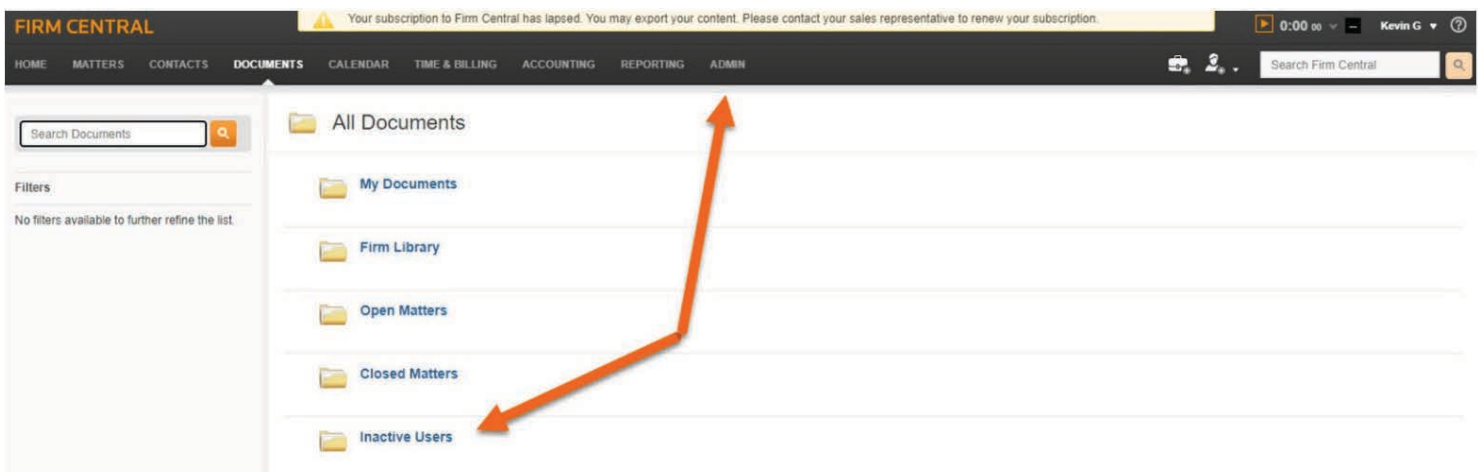 FIRM CENTRAL
Your subscription to Firm Central has lapsed. You may export your content. Please contact your sales representative to renew your subscription.
0:00 00
Kevin G
HOME MATTERS CONTACTS DOCUMENTS CALENDAR TIME & BILLING ACCOUNTING REPORTING ADMIN
Search Firm Central
Search Documents
All Documents
Filters
No filters available to further refine the list.
My Documents
Firm Library
Open Matters
Closed Matters
Inactive Users